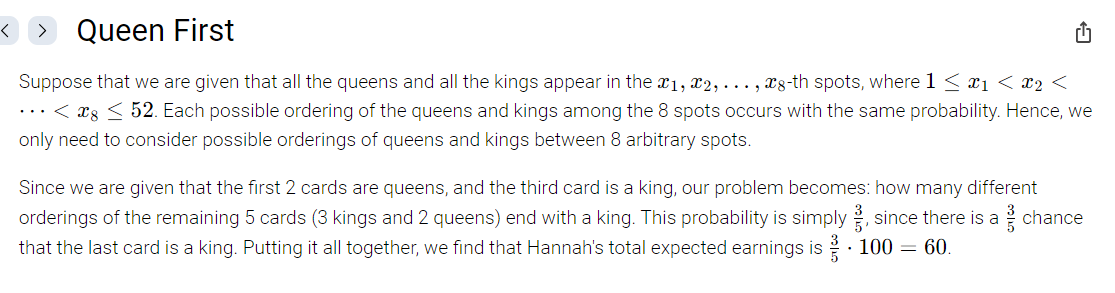 Queen First
Suppose that we are given that all the queens and all the kings appear in the x₁, x₂, . . . , x₈-th spots, where 1 ≤ x₁ < x₂ <
··· < x₈ ≤ 52. Each possible ordering of the queens and kings among the 8 spots occurs with the same probability. Hence, we
only need to consider possible orderings of queens and kings between 8 arbitrary spots.
Since we are given that the first 2 cards are queens, and the third card is a king, our problem becomes: how many different
orderings of the remaining 5 cards (3 kings and 2 queens) end with a king. This probability is simply 3/5, since there is a 3/5 chance
that the last card is a king. Putting it all together, we find that Hannah's total expected earnings is 3/5 · 100 = 60.